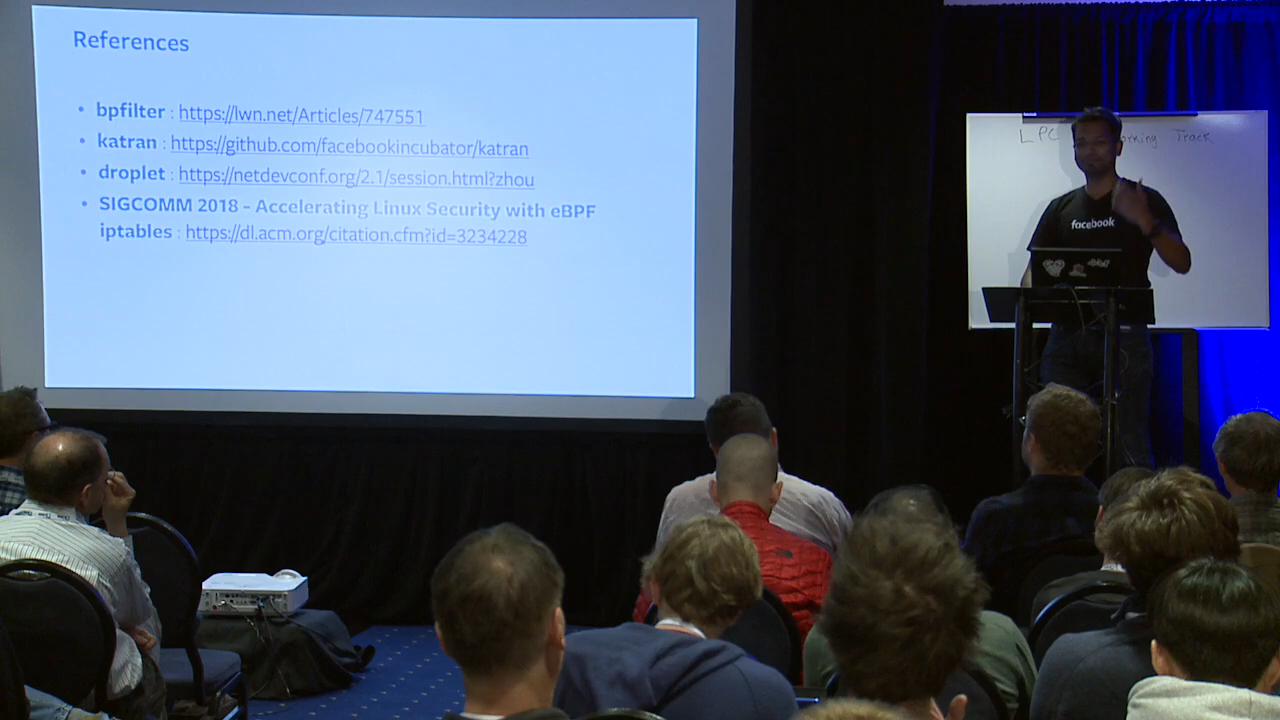 References
• bpfilter : https://lwn.net/Articles/747551
• katran : https://github.com/facebookincubator/katran
• droplet : https://netdevconf.org/2.1/session.html?zhou
• SIGCOMM 2018 - Accelerating Linux Security with eBPF
iptables : https://dl.acm.org/citation.cfm?id=3234228
LPC Track
facebook